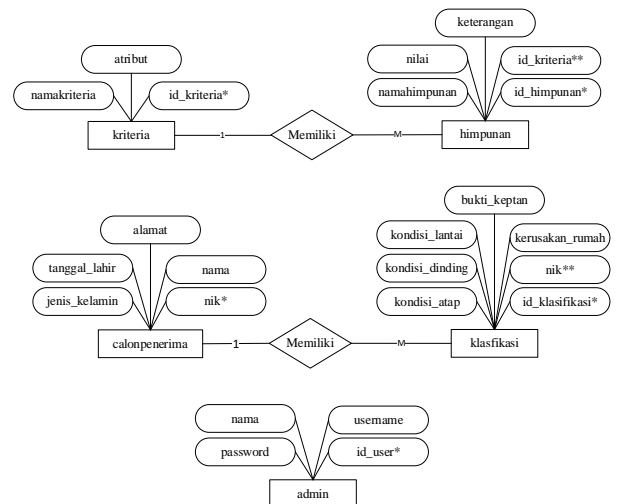 keterangan
atribut
nilai
id_kriteria**
namakriteria
id_kriteria*
namahimpunan
id_himpunan*
kriteria
1
Memiliki
M
himpunan
bukti_keptan
alamat
kondisi_lantai
kerusakan_rumah
tanggal_lahir
nama
kondisi_dinding
nik**
jenis_kelamin
nik*
kondisi_atap
id_klasifikasi*
calonpenerima
1
Memiliki
M
klasfikasi
nama
username
password
id_user*
admin